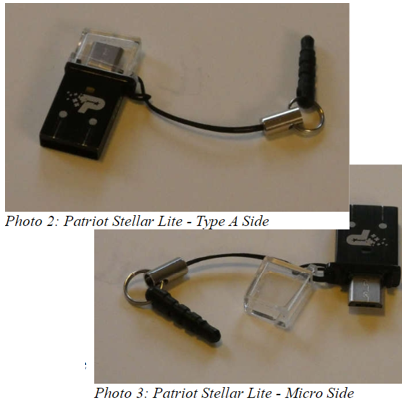 Photo 2: Patriot Stellar Lite - Type A Side
Photo 3: Patriot Stellar Lite - Micro Side